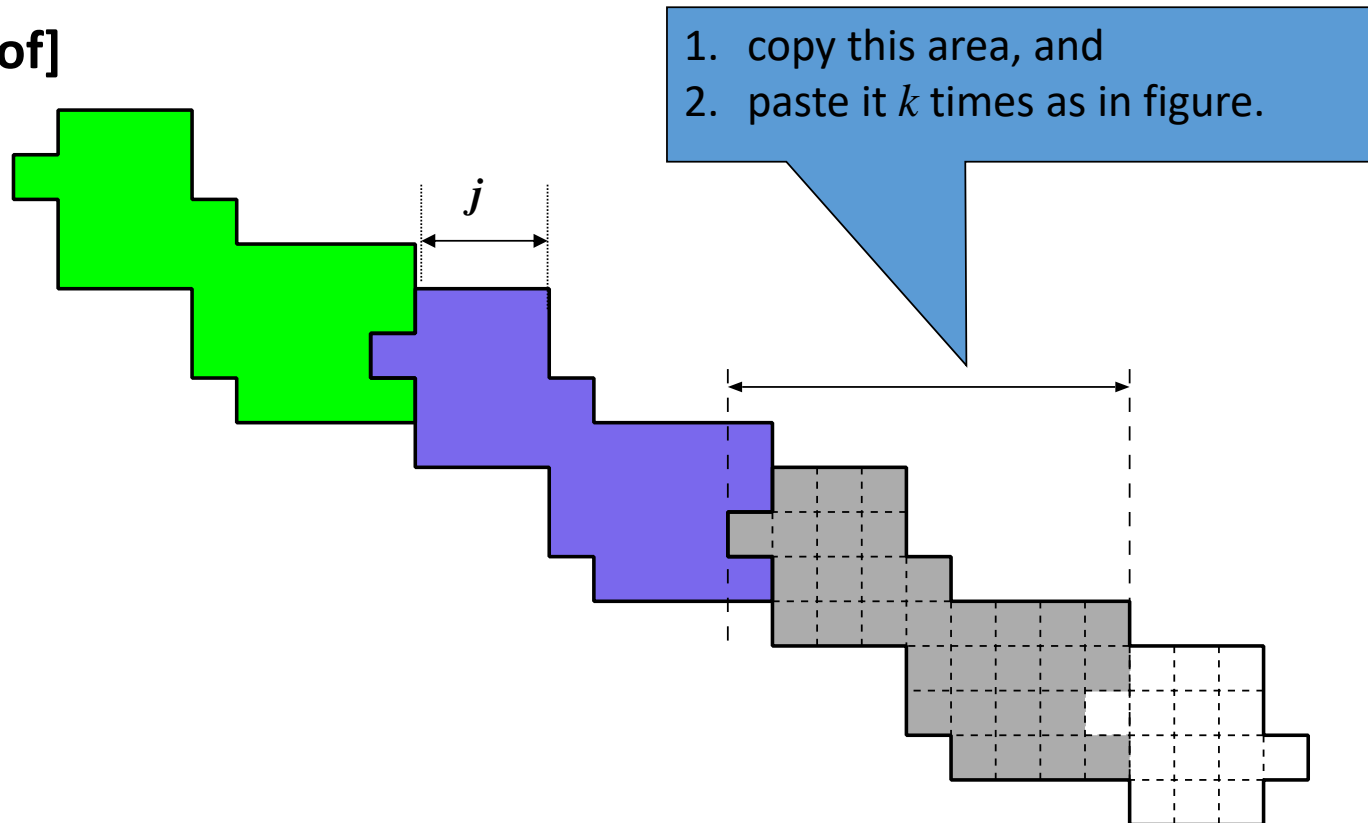 of]
1. copy this area, and
2. paste it k times as in figure.
j